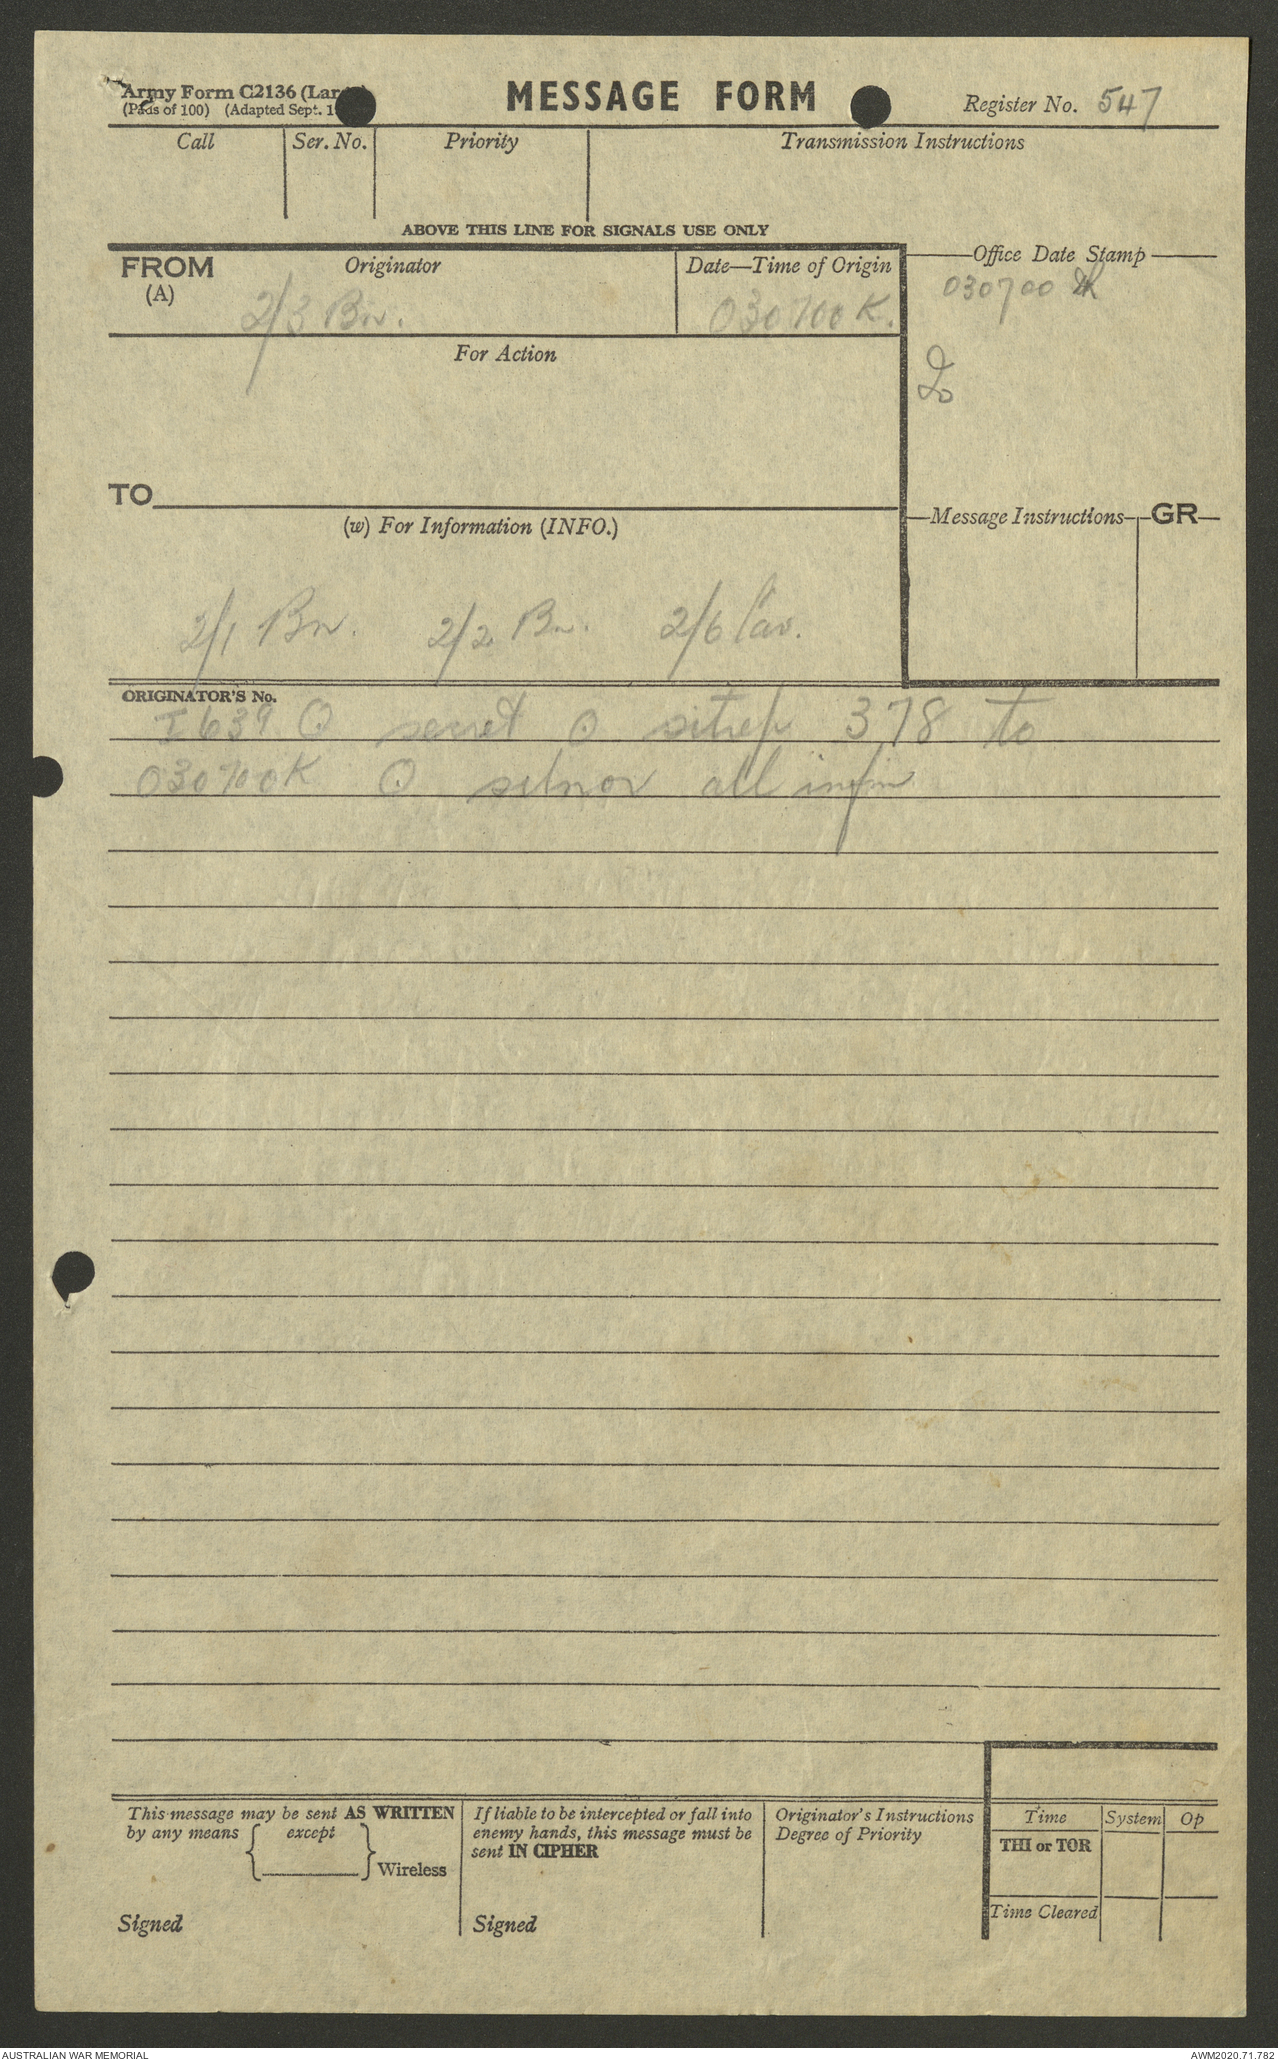 Army Form C2136 (Lar
(Pads of 100) (Adapted Sept. 1
MESSAGE FORM
Register No. 547
Call
Ser. No.
Priority
Transmission Instructions
ABOVE THIS LINE FOR SIGNALS USE ONLY
FROM
(A)
Originator
2/3 Bn.
Date—Time of Origin
030700K.
Office Date Stamp
030700
For Action
TO
(w) For Information (INFO.)
Message Instructions
GR
2/1 Bn. 2/2 Bn. 2/6 Cav.
ORIGINATOR'S No.
I 639 O secret O sitrep 378 to
030700K O sitnor all infm
This message may be sent AS WRITTEN
by any means { except } Wireless
Signed
If liable to be intercepted or fall into
enemy hands, this message must be
sent IN CIPHER
Signed
Originator's Instructions
Degree of Priority
Time
System
Op
THI or TOR
Time Cleared
AUSTRALIAN WAR MEMORIAL
AWM2020.71.782